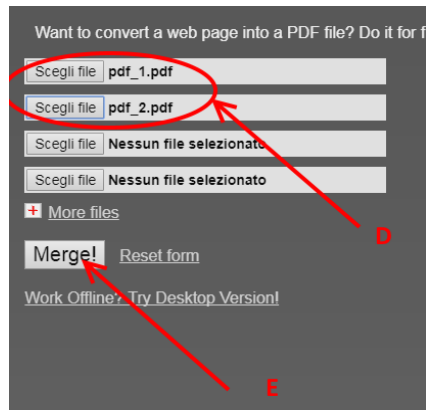 Want to convert a web page into a PDF file? Do it for f
Scegli file pdf_1.pdf
Scegli file pdf_2.pdf
Scegli file Nessun file selezionato
Scegli file Nessun file selezionato
+ More files
D
Merge! Reset form
Work Offline? Try Desktop Version!
E